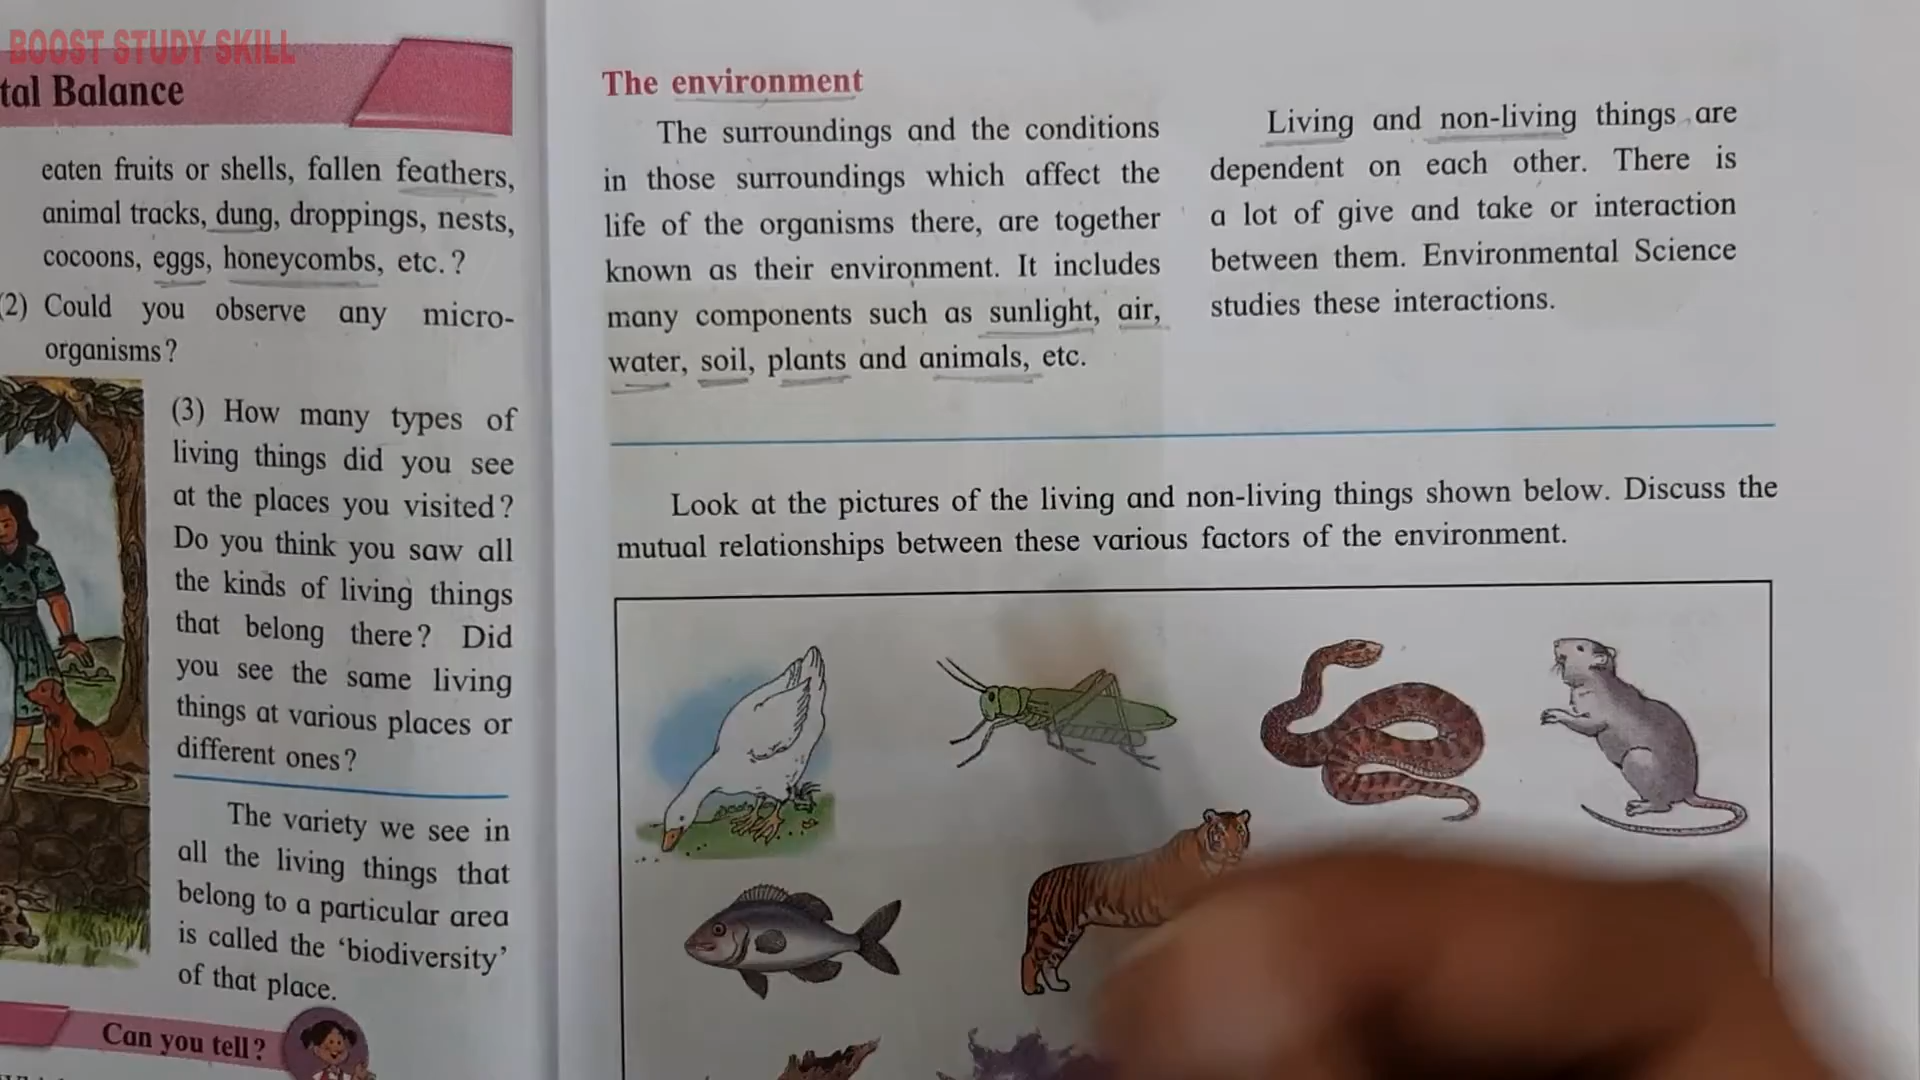 BOOST STUDY SKILL
tal Balance
eaten fruits or shells, fallen feathers,
animal tracks, dung, droppings, nests,
cocoons, eggs, honeycombs, etc.?
(2) Could you observe any micro-
organisms?
(3) How many types of
living things did you see
at the places you visited?
Do you think you saw all
the kinds of living things
that belong there? Did
you see the same living
things at various places or
different ones?
The variety we see in
all the living things that
belong to a particular area
is called the ‘biodiversity’
of that place.
Can you tell?
The environment
The surroundings and the conditions
in those surroundings which affect the
life of the organisms there, are together
known as their environment. It includes
many components such as sunlight, air,
water, soil, plants and animals, etc.
Living and non-living things are
dependent on each other. There is
a lot of give and take or interaction
between them. Environmental Science
studies these interactions.
Look at the pictures of the living and non-living things shown below. Discuss the
mutual relationships between these various factors of the environment.